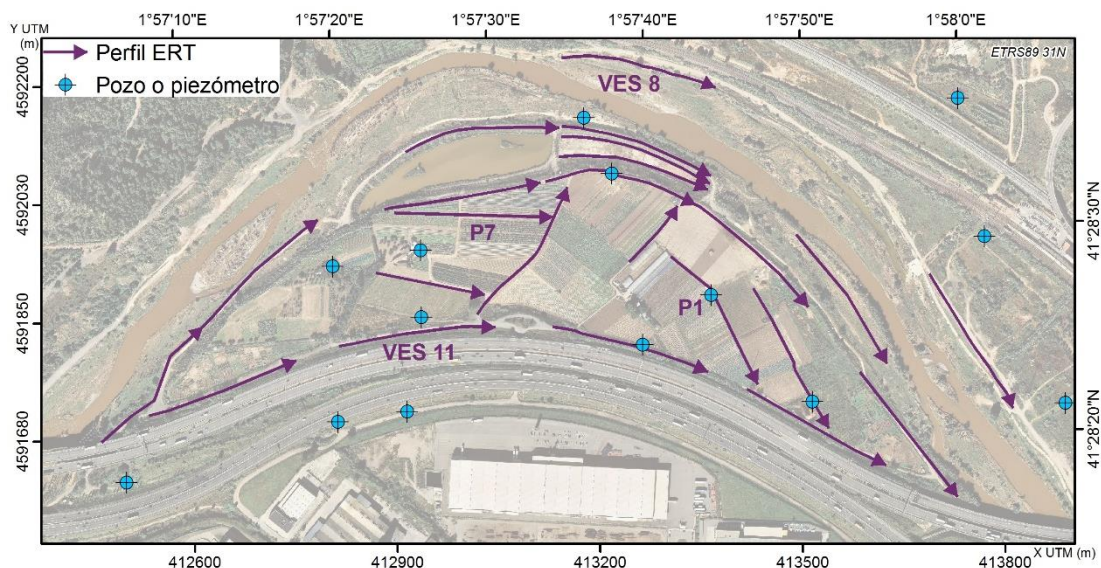 1°57'10"E 1°57'20"E 1°57'30"E 1°57'40"E 1°57'50"E 1°58'0"E
Y UTM
(m)
ETRS89 31N
Perfil ERT
Pozo o piezómetro
VES 8
P7
P1
VES 11
4592200
4592030
4591850
4591680
41°28'30"N
41°28'20"N
412600 412900 413200 413500 413800
X UTM (m)